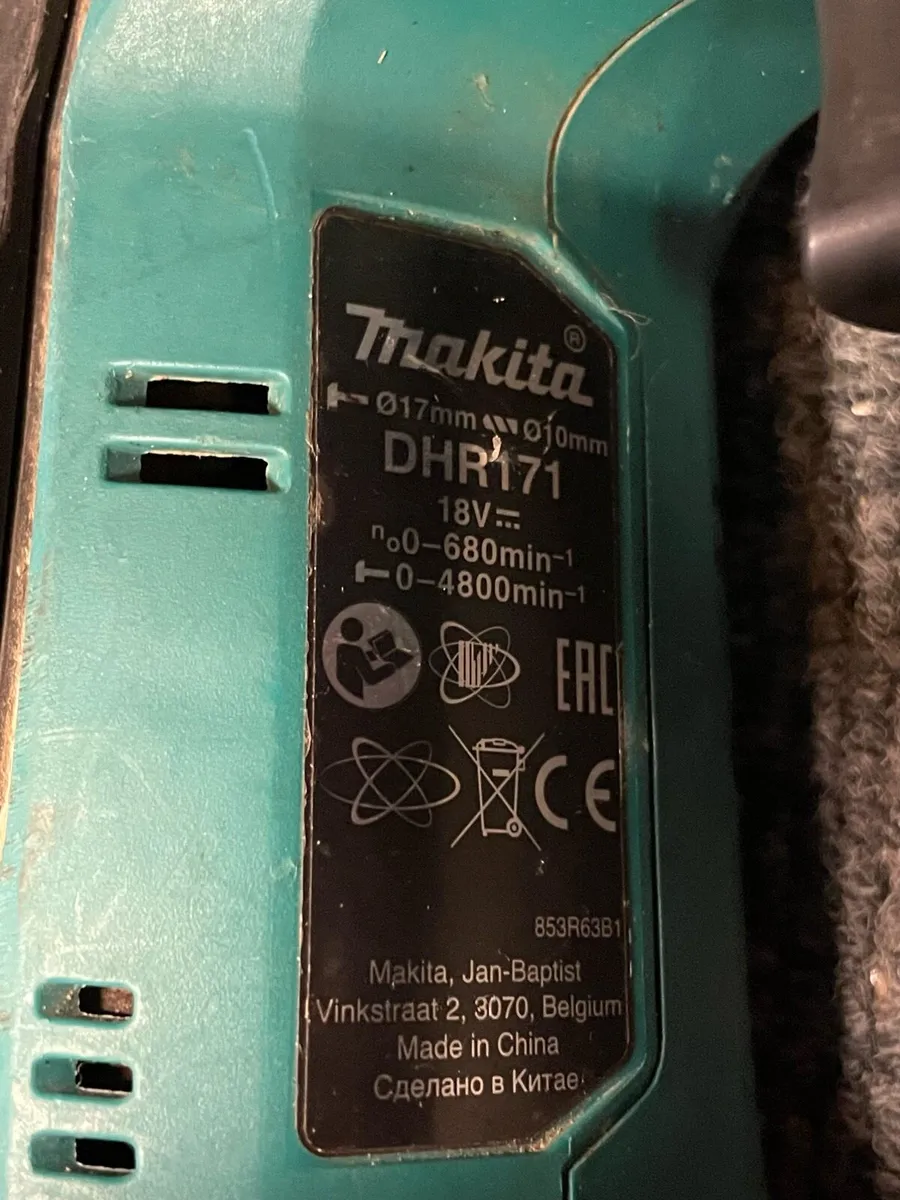 Makita®
Ø17mm Ø10mm
DHR171
18V
n₀0–680min⁻¹
0–4800min⁻¹
EAC
CE
853R63B1
Makita, Jan-Baptist
Vinkstraat 2, 3070, Belgium
Made in China
Сделано в Китае